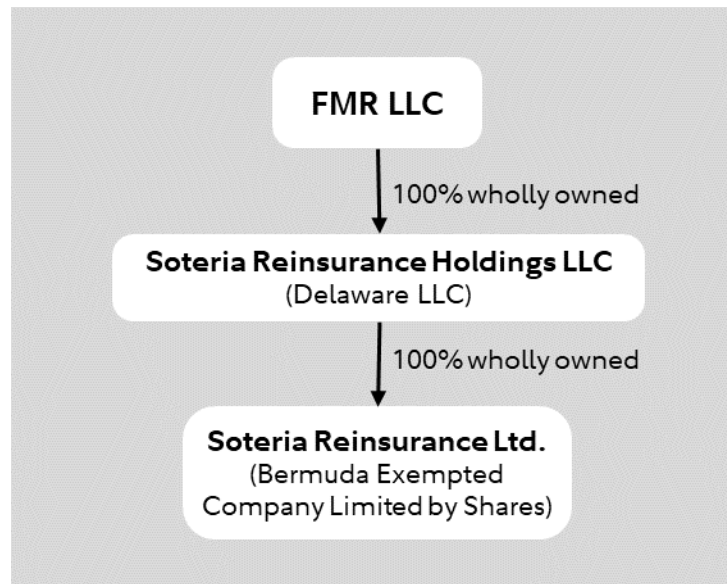 FMR LLC
100% wholly owned
Soteria Reinsurance Holdings LLC
(Delaware LLC)
100% wholly owned
Soteria Reinsurance Ltd.
(Bermuda Exempted
Company Limited by Shares)